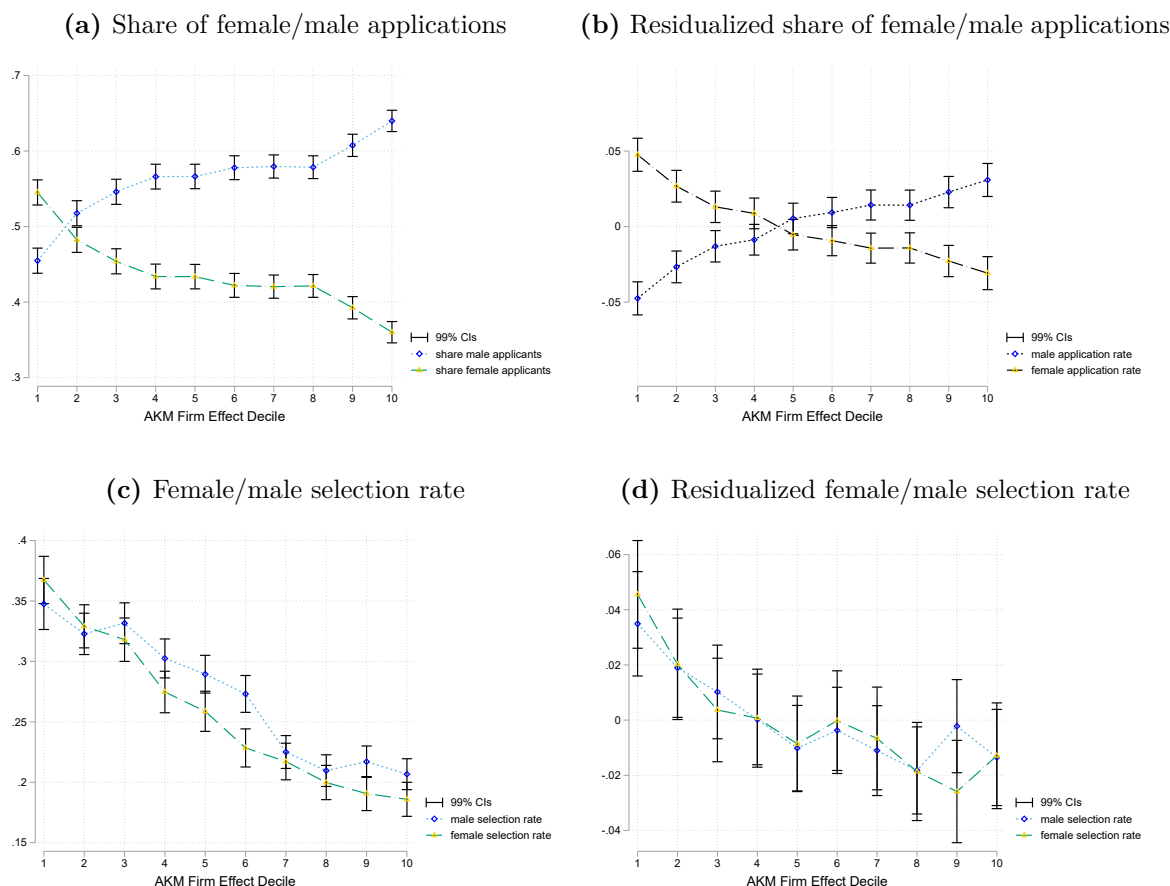 (a) Share of female/male applications
.7
.6
.5
.4
.3
1 2 3 4 5 6 7 8 9 10
AKM Firm Effect Decile
99% CIs
share male applicants
share female applicants
(b) Residualized share of female/male applications
.05
0
-.05
1 2 3 4 5 6 7 8 9 10
AKM Firm Effect Decile
99% CIs
male application rate
female application rate
(c) Female/male selection rate
.4
.35
.3
.25
.2
.15
1 2 3 4 5 6 7 8 9 10
AKM Firm Effect Decile
99% CIs
male selection rate
female selection rate
(d) Residualized female/male selection rate
.06
.04
.02
0
-.02
-.04
1 2 3 4 5 6 7 8 9 10
AKM Firm Effect Decile
99% CIs
male selection rate
female selection rate